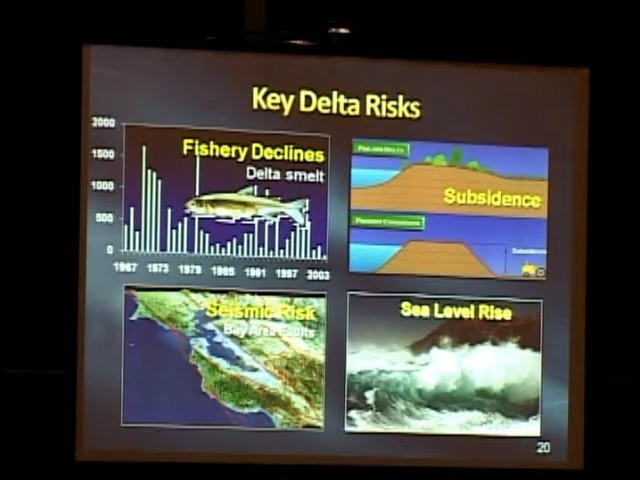 Key Delta Risks
2000
1500
1000
500
0
1967 1973 1979 1985 1991 1997 2003
Fishery Declines
Delta smelt
Subsidence
Subsidence
Seismic Risk
Bay Area Faults
Sea Level Rise
20